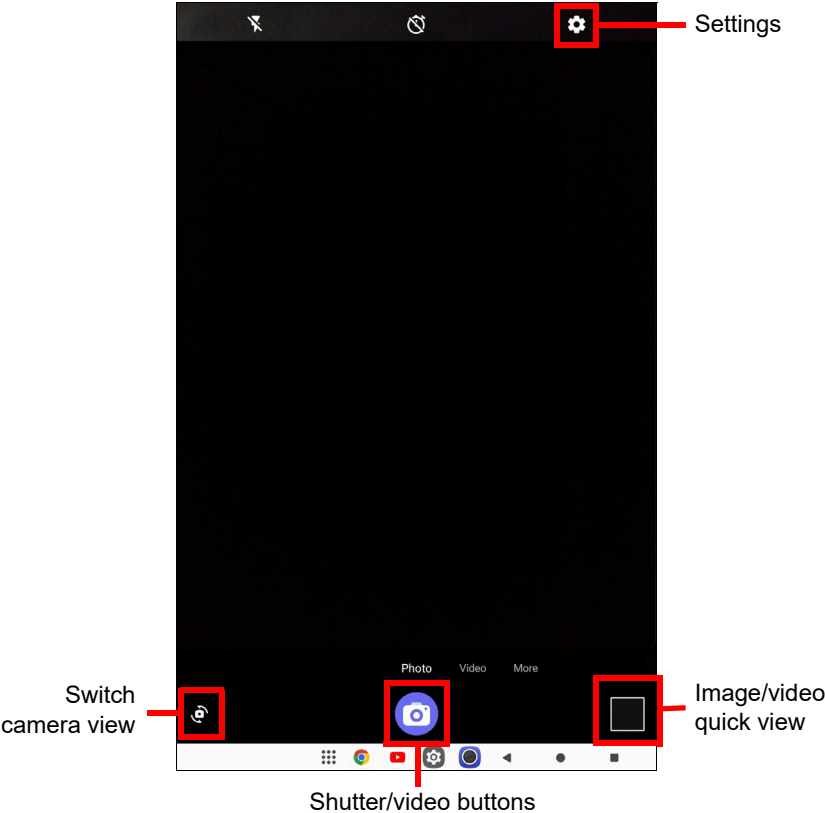 Settings
Photo Video More
Switch
camera view
Image/video
quick view
Shutter/video buttons